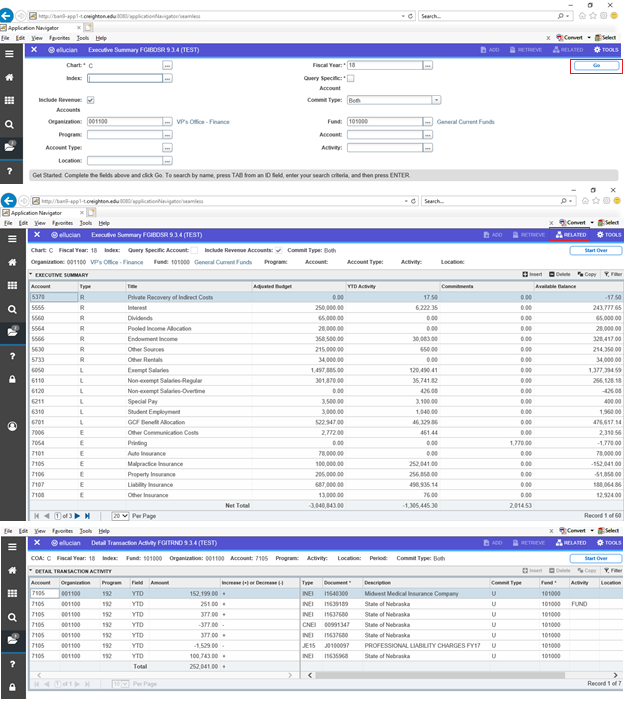 http://ban9-app1-t.creighton.edu:8080/applicationNavigator/seamless Search...
Application Navigator
File Edit View Favorites Tools Help x Convert Select
X ellucian Executive Summary FGIBDSR 9.3.4 (TEST) ADD RETRIEVE RELATED TOOLS
Chart: * C ... Fiscal Year: * 18 ... Go
Index: ... Query Specific: *
Account
Include Revenue: Commit Type: Both
Accounts
Organization: 001100 ... VP's Office - Finance Fund: 101000 ... General Current Funds
Program: ... Account: ...
Account Type: ... Activity: ...
Location: ...
Get Started: Complete the fields above and click Go. To search by name, press TAB from an ID field, enter your search criteria, and then press ENTER.
http://ban9-app1-t.creighton.edu:8080/applicationNavigator/seamless Search...
Application Navigator
File Edit View Favorites Tools Help x Convert Select
X ellucian Executive Summary FGIBDSR 9.3.4 (TEST) ADD RETRIEVE RELATED TOOLS
Chart: C Fiscal Year: 18 Index: Query Specific Account: Include Revenue Accounts: Commit Type: Both Start Over
Organization: 001100 VP's Office - Finance Fund: 101000 General Current Funds Program: Account: Account Type: Activity: Location:
EXECUTIVE SUMMARY Insert Delete Copy Filter
Account Type Title Adjusted Budget YTD Activity Commitments Available Balance
5370 R Private Recovery of Indirect Costs 0.00 17.50 0.00 -17.50
5555 R Interest 250,000.00 6,222.35 0.00 243,777.65
5560 R Dividends 65,000.00 0.00 0.00 65,000.00
5564 R Pooled Income Allocation 28,000.00 0.00 0.00 28,000.00
5566 R Endowment Income 358,500.00 30,083.00 0.00 328,417.00
5630 R Other Sources 215,000.00 650.00 0.00 214,350.00
5733 R Other Rentals 34,000.00 0.00 0.00 34,000.00
6050 L Exempt Salaries 1,497,885.00 120,490.41 0.00 1,377,394.59
6110 L Non-exempt Salaries-Regular 301,870.00 35,741.82 0.00 266,128.18
6120 L Non-exempt Salaries-Overtime 0.00 426.08 0.00 -426.08
6211 L Special Pay 3,500.00 3,100.00 0.00 400.00
6310 L Student Employment 3,000.00 1,040.00 0.00 1,960.00
6701 L GCF Benefit Allocation 522,947.00 46,329.86 0.00 476,617.14
7006 E Other Communication Costs 2,772.00 461.44 0.00 2,310.56
7054 E Printing 0.00 0.00 1,770.00 -1,770.00
7101 E Auto Insurance 78,000.00 0.00 0.00 78,000.00
7105 E Malpractice Insurance 100,000.00 252,041.00 0.00 -152,041.00
7106 E Property Insurance 205,000.00 256,858.00 0.00 -51,858.00
7107 E Liability Insurance 687,000.00 498,935.14 0.00 188,064.86
7108 E Other Insurance 13,000.00 76.00 0.00 12,924.00
Net Total -3,040,843.00 -1,305,445.30 2,014.53
1 of 3 20 Per Page Record 1 of 60
File Edit View Favorites Tools Help x Convert Select
X ellucian Detail Transaction Activity FGITRND 9.3.4 (TEST) ADD RETRIEVE RELATED TOOLS
COA: C Fiscal Year: 18 Index: Fund: 101000 Organization: 001100 Account: 7105 Program: Activity: Location: Period: Commit Type: Both Start Over
DETAIL TRANSACTION ACTIVITY Insert Delete Copy Filter
Account Organization Program Field Amount Increase (+) or Decrease (-) Type Document * Description Commit Type Fund * Activity Location
7105 001100 192 YTD 152,199.00 + INEI I1640300 Midwest Medical Insurance Company U 101000
7105 001100 192 YTD 251.00 + INEI I1639189 State of Nebraska U 101000 FUND
7105 001100 192 YTD 377.00 + INEI I1637680 State of Nebraska U 101000
7105 001100 192 YTD -377.00 - CNEI 00991347 State of Nebraska U 101000
7105 001100 192 YTD 377.00 + INEI I1637680 State of Nebraska U 101000
7105 001100 192 YTD -1,529.00 - JE15 J0100097 PROFESSIONAL LIABILITY CHARGES FY17 U 101000
7105 001100 192 YTD 100,743.00 + INEI I1635968 State of Nebraska U 101000
Total 252,041.00 +
1 of 1 10 Per Page Record 1 of 7